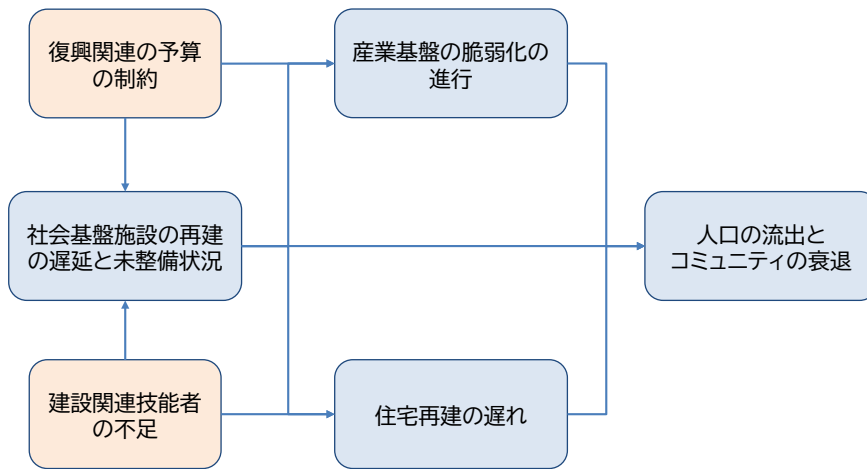 復興関連の予算
の制約
産業基盤の脆弱化の
進行
社会基盤施設の再建
の遅延と未整備状況
人口の流出と
コミュニティの衰退
建設関連技能者
の不足
住宅再建の遅れ